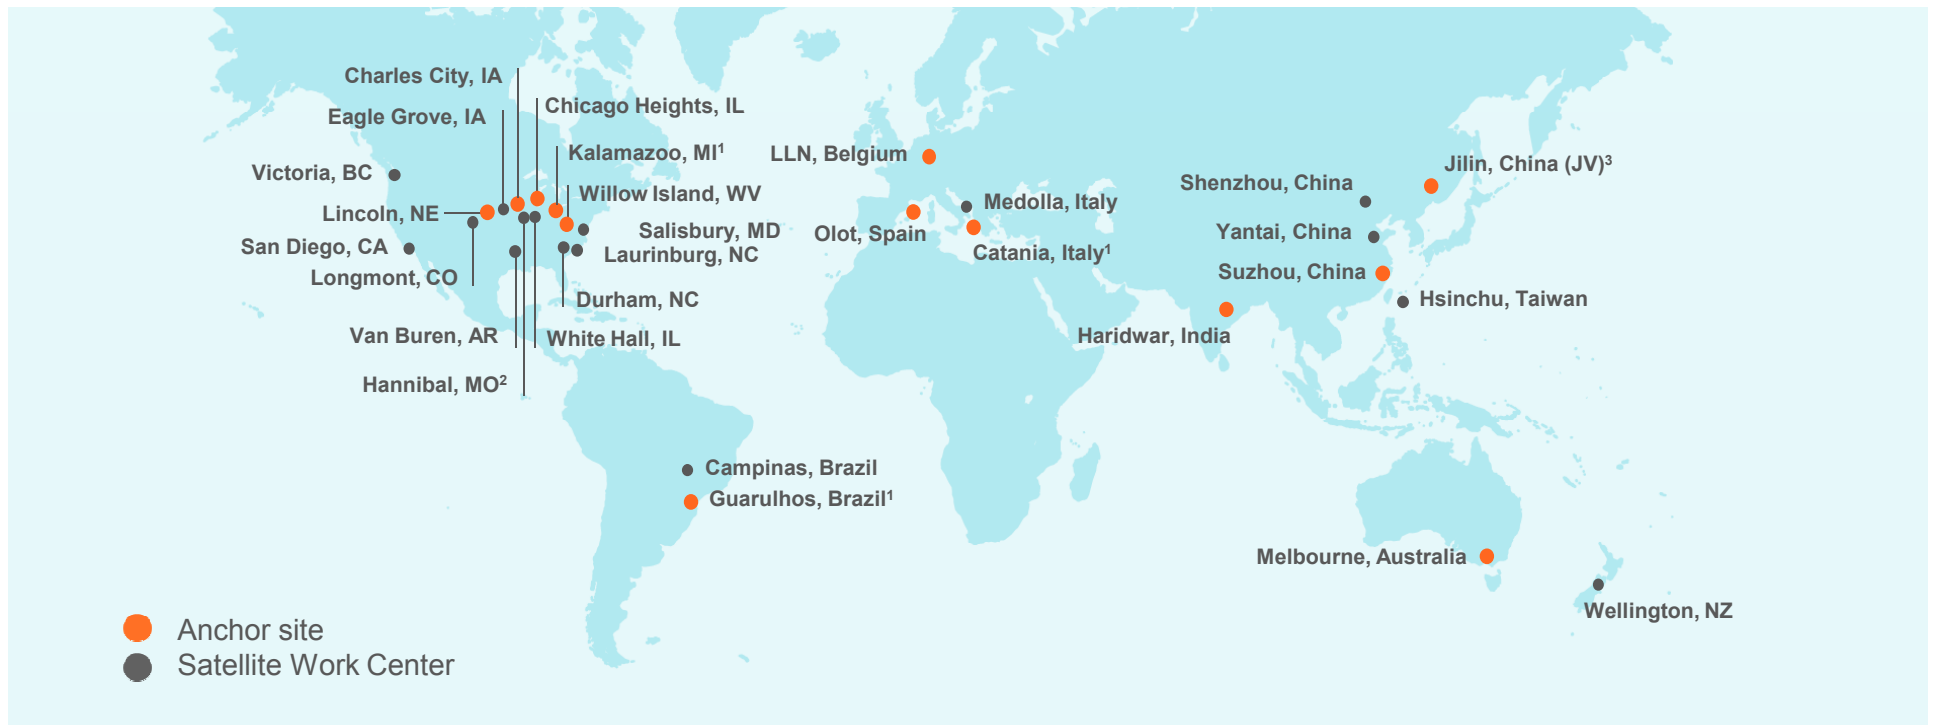 Charles City, IA
Chicago Heights, IL
Eagle Grove, IA
Kalamazoo, MI¹
LLN, Belgium
Jilin, China (JV)³
Victoria, BC
Willow Island, WV
Shenzhou, China
Medolla, Italy
Lincoln, NE
Salisbury, MD
Olot, Spain
Yantai, China
San Diego, CA
Laurinburg, NC
Catania, Italy¹
Longmont, CO
Suzhou, China
Durham, NC
Hsinchu, Taiwan
Van Buren, AR
White Hall, IL
Haridwar, India
Hannibal, MO²
Campinas, Brazil
Guarulhos, Brazil¹
Melbourne, Australia
Wellington, NZ
Anchor site
Satellite Work Center